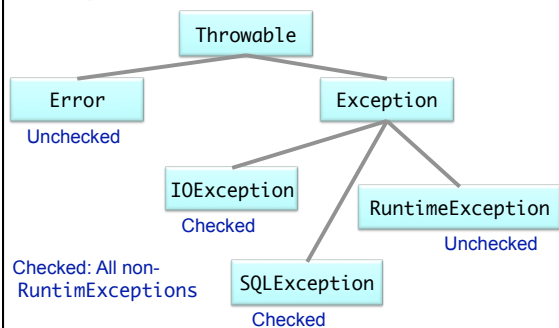 Throwable
Error
Exception
Unchecked
IOException
RuntimeException
Checked
Unchecked
Checked: All non-
RuntimExceptions
SQLException
Checked